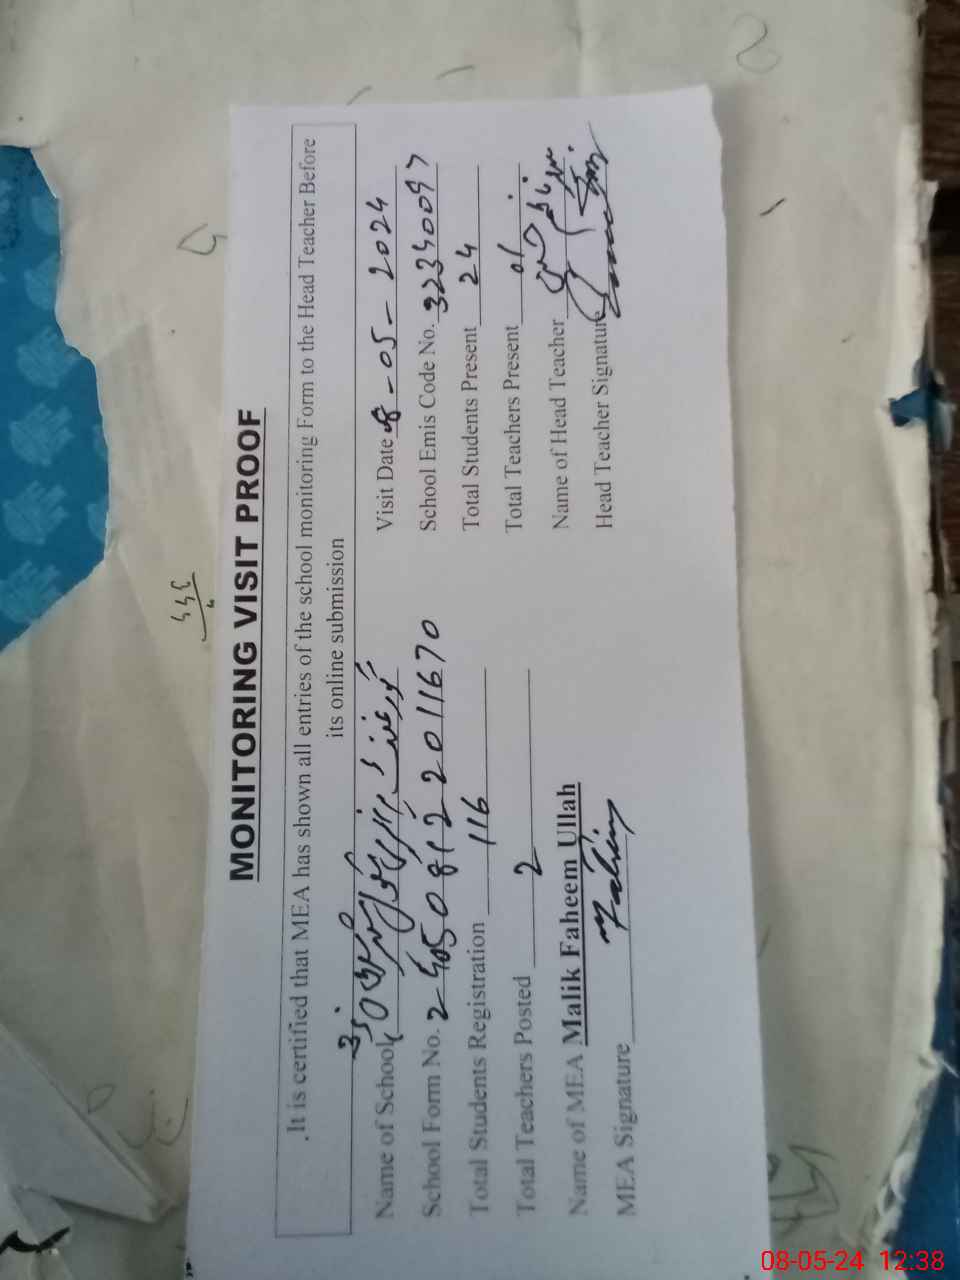 MONITORING VISIT PROOF
.It is certified that MEA has shown all entries of the school monitoring Form to the Head Teacher Before
its online submission
Name of School گورنمنٹ
Visit Date 8-05-2024
School Form No. 240508122011670
School Emis Code No. 32340097
Total Students Registration 116
Total Students Present 24
Total Teachers Posted 2
Total Teachers Present 01
Name of MEA Malik Faheem Ullah
Name of Head Teacher
MEA Signature Fahim
Head Teacher Signature
08-05-24 12:38